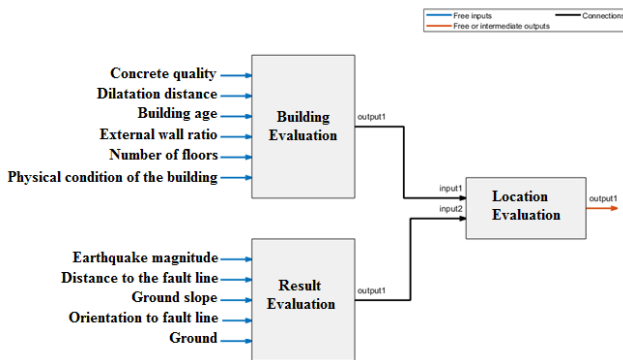 Free inputs
Connections
Free or intermediate outputs
Concrete quality
Dilatation distance
Building age
External wall ratio
Number of floors
Physical condition of the building
Building
Evaluation
output1
Earthquake magnitude
Distance to the fault line
Ground slope
Orientation to fault line
Ground
Result
Evaluation
output1
input1
input2
Location
Evaluation
output1